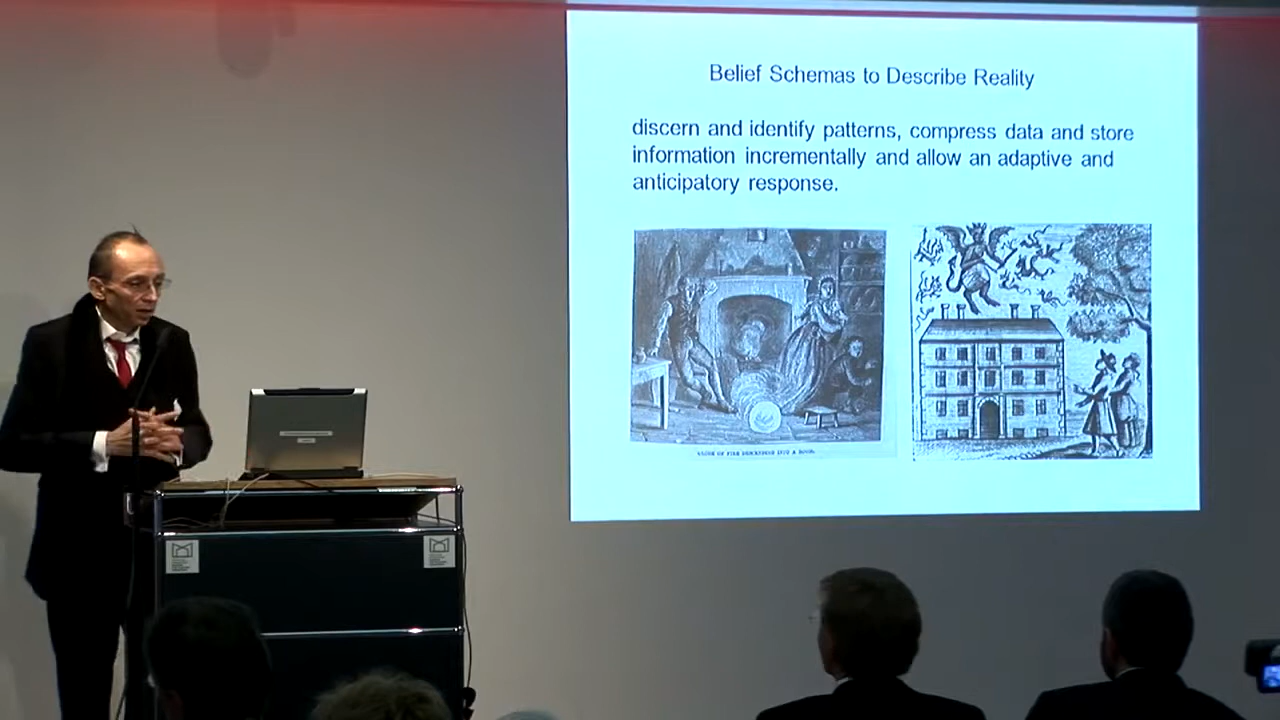 Belief Schemas to Describe Reality
discern and identify patterns, compress data and store
information incrementally and allow an adaptive and
anticipatory response.